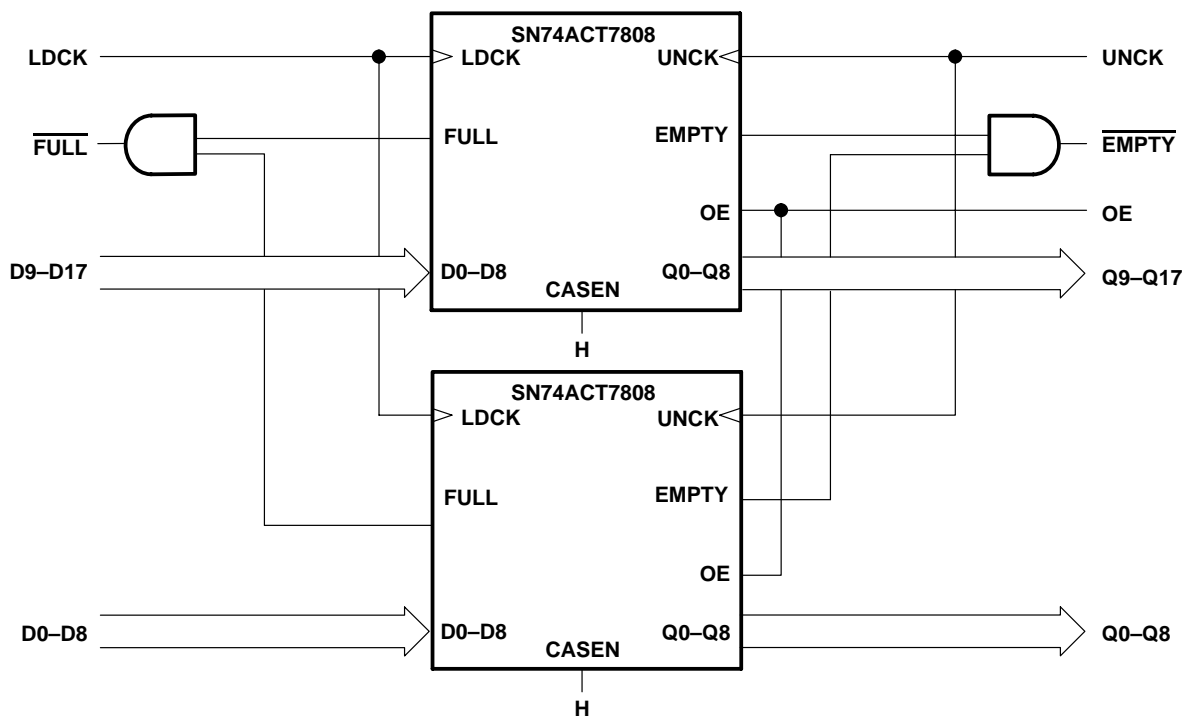 SN74ACT7808
LDCK
LDCK
UNCK
UNCK
FULL
FULL
EMPTY
EMPTY
OE
OE
D9–D17
D0–D8
Q0–Q8
Q9–Q17
CASEN
H
SN74ACT7808
LDCK
UNCK
FULL
EMPTY
OE
D0–D8
D0–D8
Q0–Q8
Q0–Q8
CASEN
H